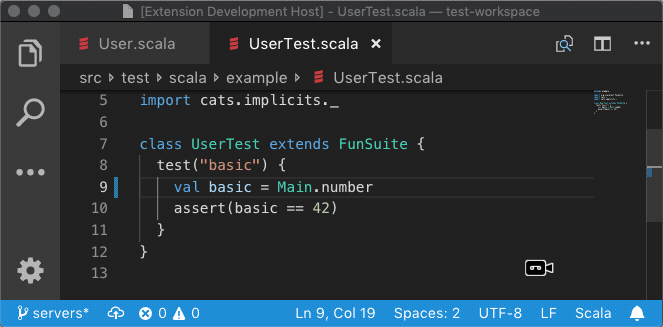 [Extension Development Host] - UserTest.scala — test-workspace
User.scala
UserTest.scala ×
src › test › scala › example › UserTest.scala
5 import cats.implicits._
6
7 class UserTest extends FunSuite {
8 test("basic") {
9 val basic = Main.number
10 assert(basic == 42)
11 }
12 }
13
servers* 0 0 Ln 9, Col 19 Spaces: 2 UTF-8 LF Scala